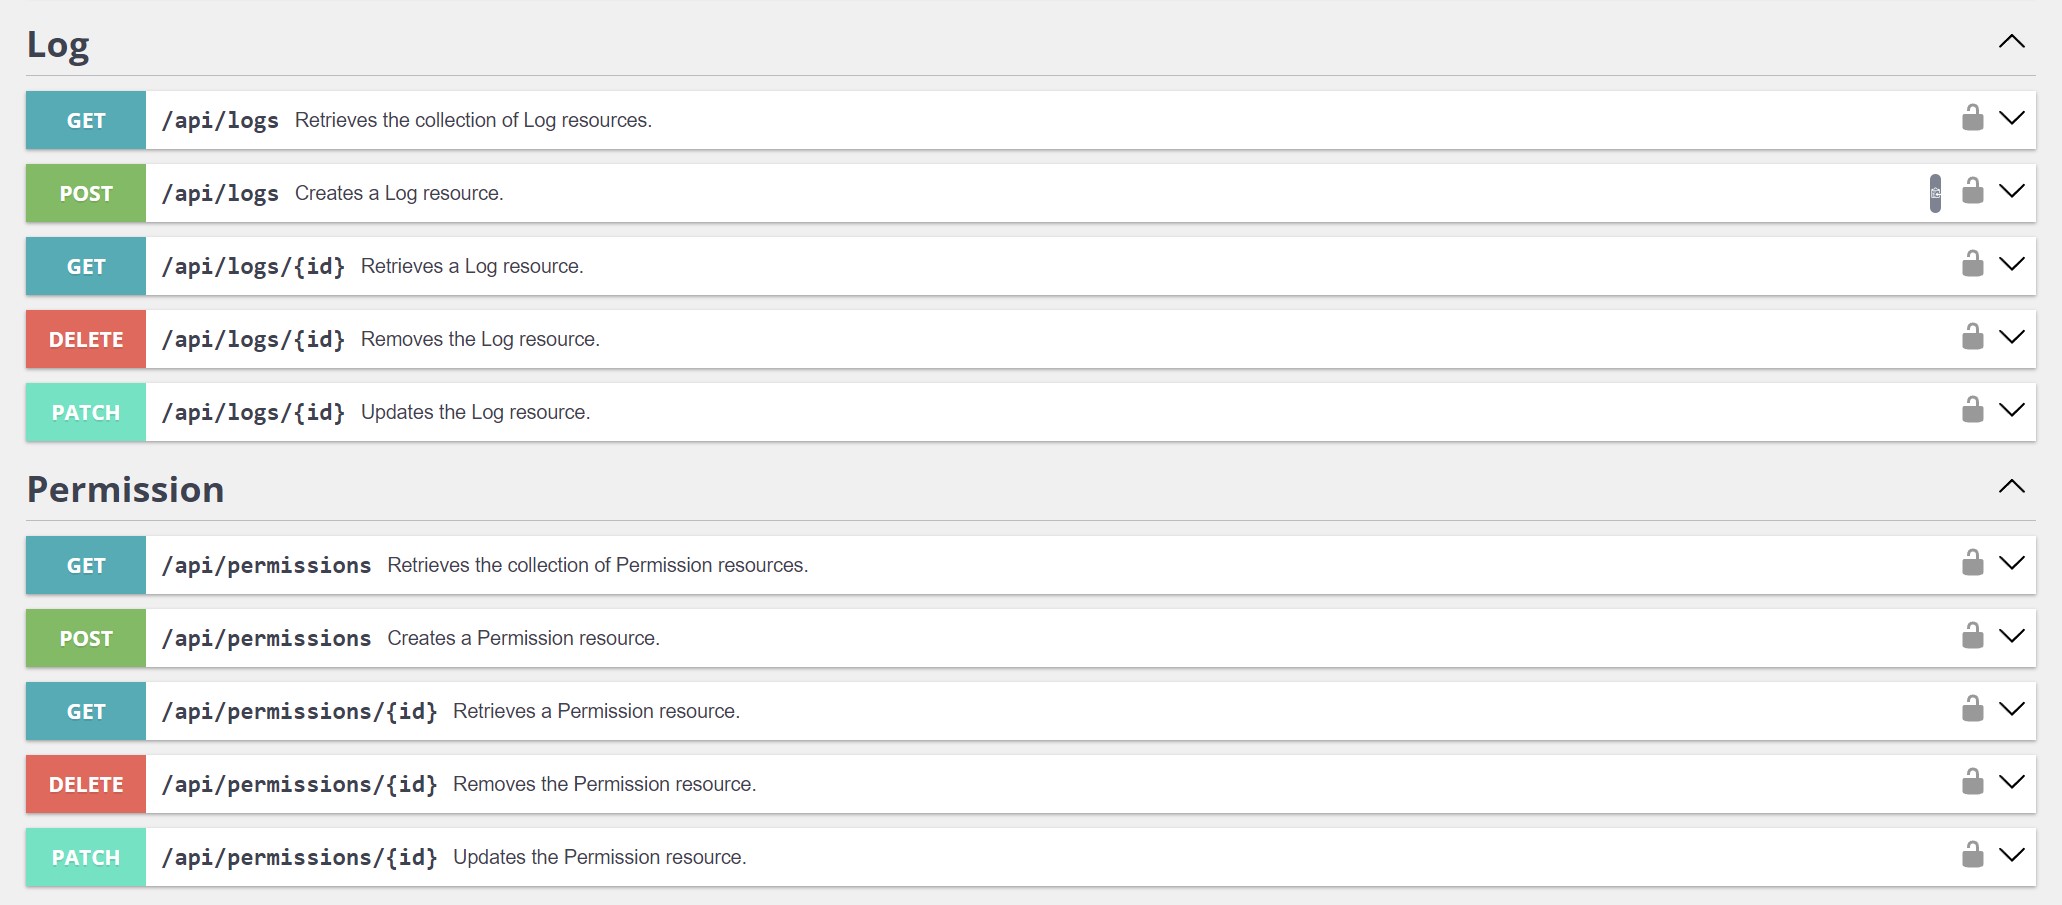 Log
GET /api/logs Retrieves the collection of Log resources.
POST /api/logs Creates a Log resource.
GET /api/logs/{id} Retrieves a Log resource.
DELETE /api/logs/{id} Removes the Log resource.
PATCH /api/logs/{id} Updates the Log resource.
Permission
GET /api/permissions Retrieves the collection of Permission resources.
POST /api/permissions Creates a Permission resource.
GET /api/permissions/{id} Retrieves a Permission resource.
DELETE /api/permissions/{id} Removes the Permission resource.
PATCH /api/permissions/{id} Updates the Permission resource.